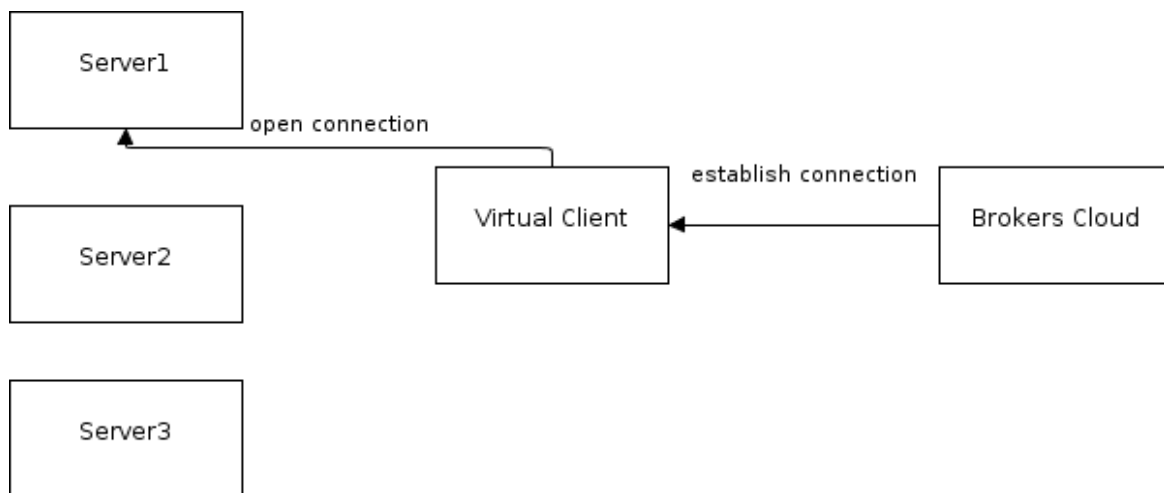 Server1
open connection
establish connection
Virtual Client
Brokers Cloud
Server2
Server3